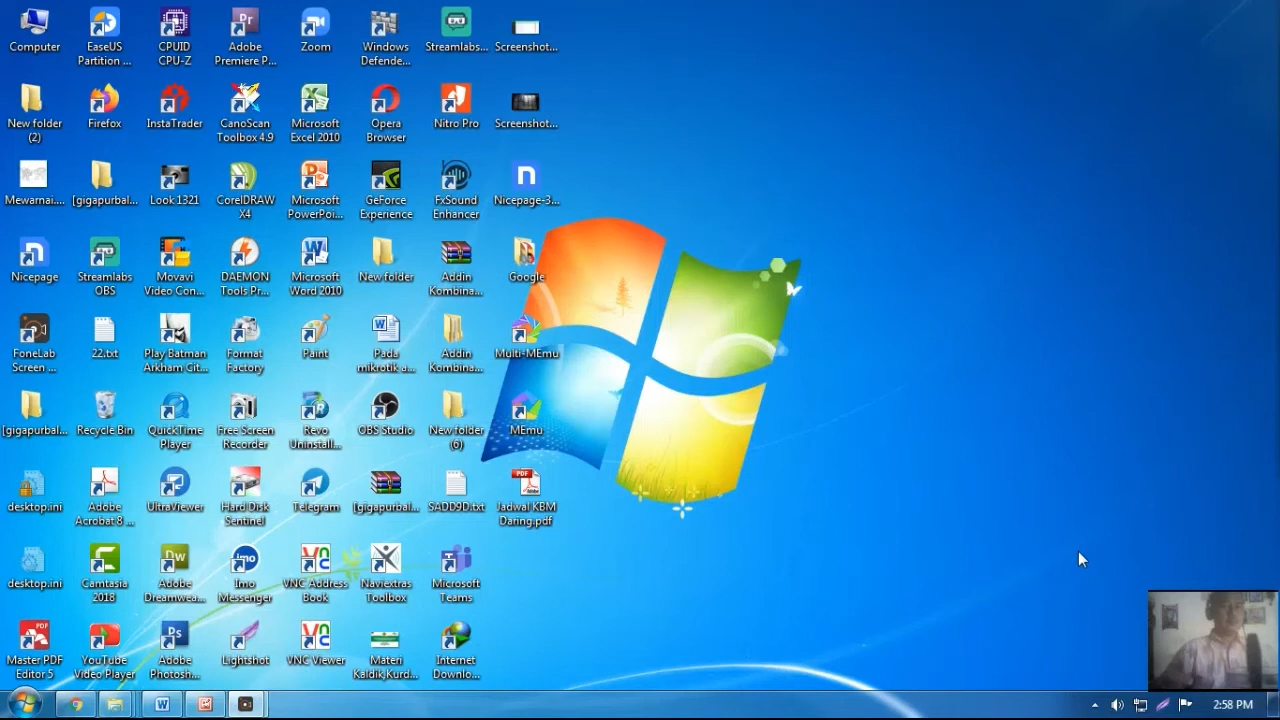 Computer
EaseUS
Partition ...
CPUID
CPU-Z
Adobe
Premiere P...
Zoom
Windows
Defende...
Streamlabs...
Screenshot...
New folder
(2)
Firefox
InstaTrader
CanoScan
Toolbox 4.9
Microsoft
Excel 2010
Opera
Browser
Nitro Pro
Screenshot...
Mewarnai....
[gigapurbal...
Look 1321
CorelDRAW
X4
Microsoft
PowerPoi...
GeForce
Experience
FxSound
Enhancer
Nicepage-3...
Nicepage
Streamlabs
OBS
Movavi
Video Con...
DAEMON
Tools Pr...
Microsoft
Word 2010
New folder
Addin
Kombina...
Google
FoneLab
Screen ...
22.txt
Play Batman
Arkham Cit...
Format
Factory
Paint
Pada
mikrotik a...
Addin
Kombina...
Multi-MEmu
[gigapurbal...
Recycle Bin
QuickTime
Player
Free Screen
Recorder
Revo
Uninstall...
OBS Studio
New folder
(6)
MEmu
desktop.ini
Adobe
Acrobat 8 ...
UltraViewer
Hard Disk
Sentinel
Telegram
[gigapurbal...
SADD9D.txt
Jadwal KBM
Daring.pdf
desktop.ini
Camtasia
2018
Adobe
Dreamwea...
Imo
Messenger
VNC Address
Book
Naviextras
Toolbox
Microsoft
Teams
Master PDF
Editor 5
YouTube
Video Player
Adobe
Photosh...
Lightshot
VNC Viewer
Materi
Kaldik,Kurd...
Internet
Downlo...
2:58 PM